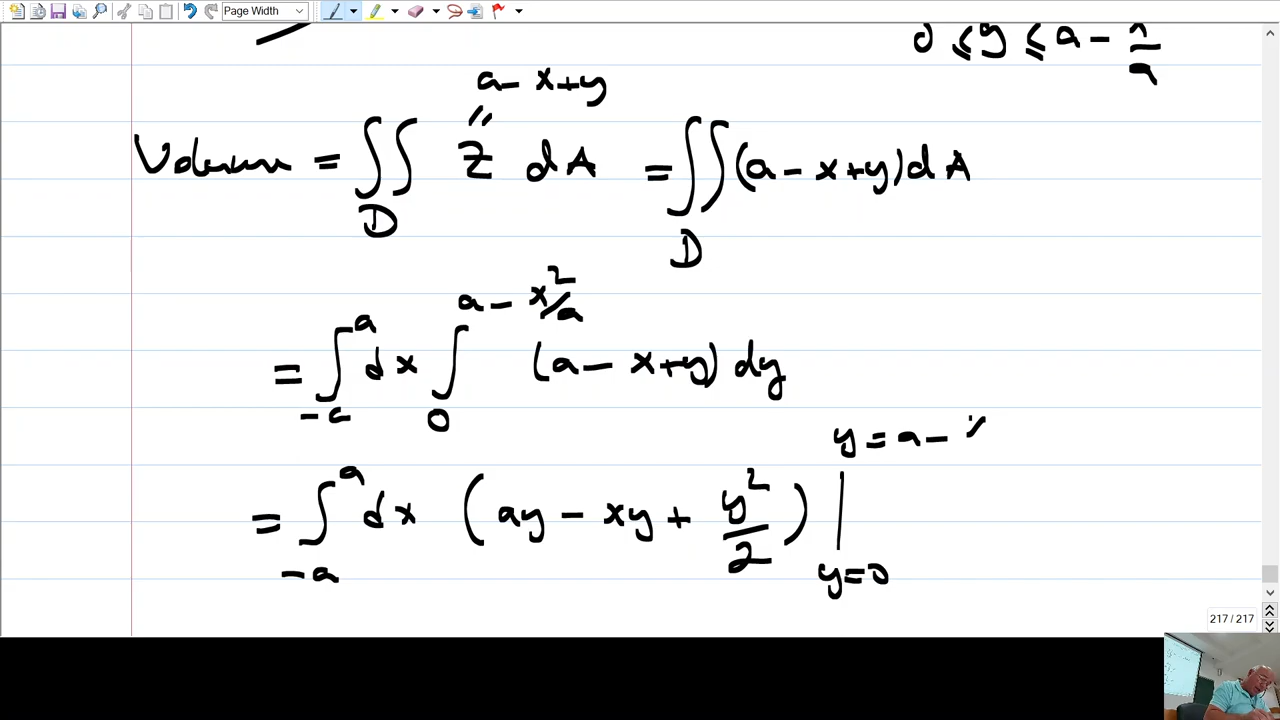 Page Width
0 ≤ y ≤ a - x/a
a - x+y
Volume = ∬_D z dA = ∬_D (a - x+y) dA
= ∫_{-a}^{a} dx ∫_0^{a - x²/a} (a - x+y) dy
= ∫_{-a}^{a} dx (ay - xy + y²/2) |_{y=0}^{y = a -
217 / 217